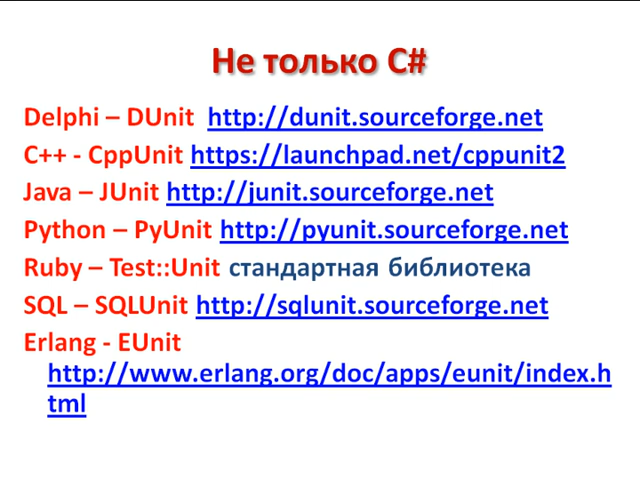 Не только C#
Delphi – DUnit http://dunit.sourceforge.net
C++ - CppUnit https://launchpad.net/cppunit2
Java – JUnit http://junit.sourceforge.net
Python – PyUnit http://pyunit.sourceforge.net
Ruby – Test::Unit стандартная библиотека
SQL – SQLUnit http://sqlunit.sourceforge.net
Erlang - EUnit
http://www.erlang.org/doc/apps/eunit/index.h
tml